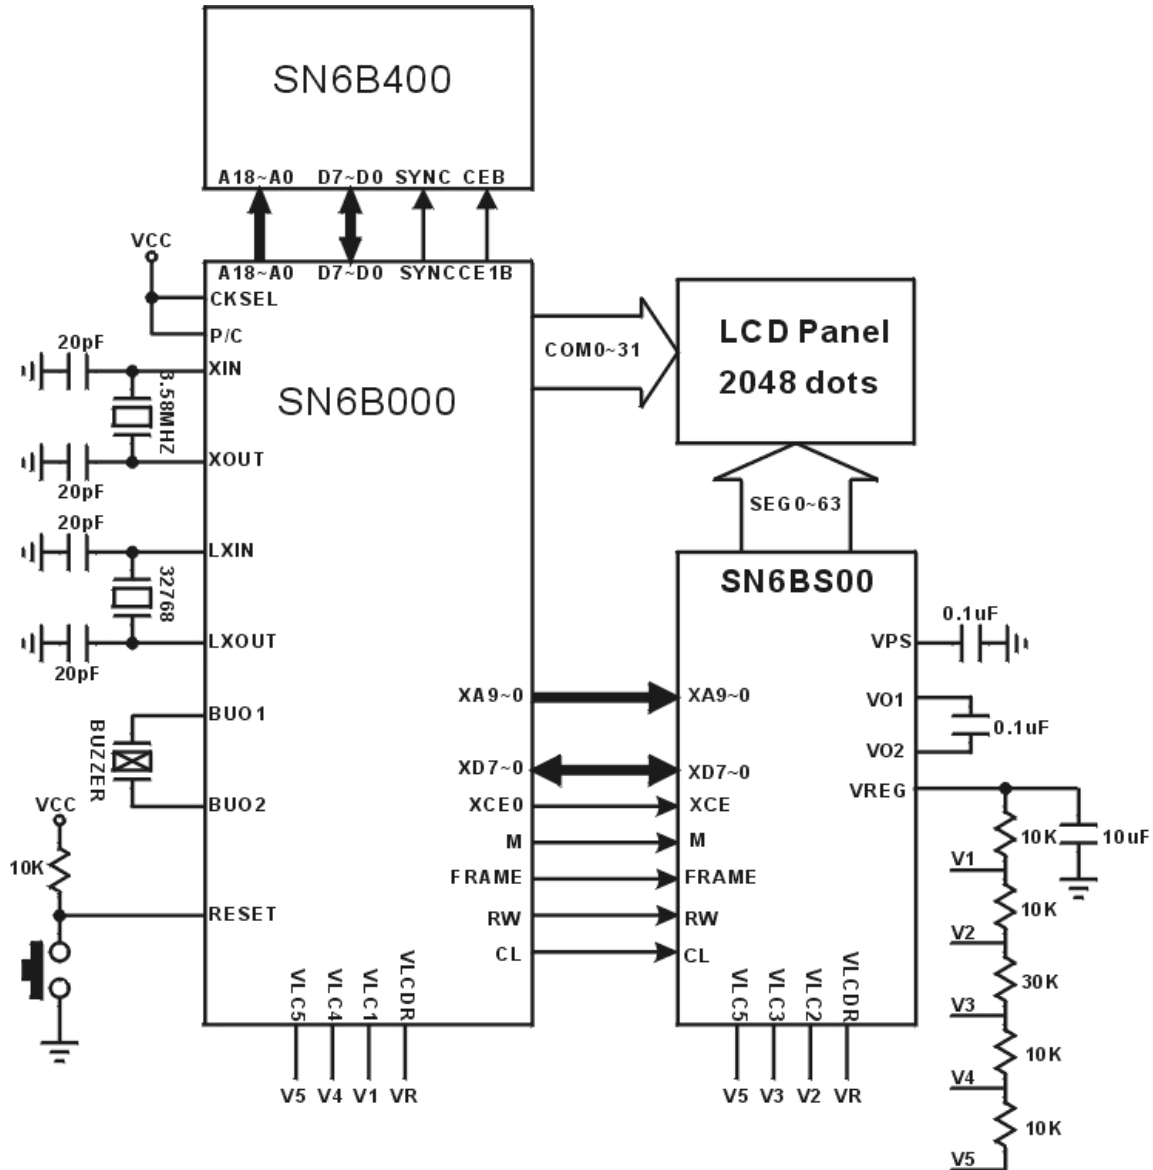 SN6B400
A18~A0 D7~D0 SYNC CEB
VCC
A18~A0 D7~D0 SYNC CE1B
CKSEL
P/C
20pF
XIN
3.58MHZ
COM0~31
LCD Panel
2048 dots
SN6B000
XOUT
20pF
20pF
SEG0~63
LXIN
32768
SN6BS00
0.1uF
LXOUT
VPS
20pF
XA9~0 XA9~0
VO1
BUO1
BUZZER
0.1uF
VO2
XD7~0 XD7~0
VREG
BUO2
XCE0 XCE
VCC
10K 10uF
M M
V1
10K
FRAME FRAME
RESET
RW RW
10K
V2
CL CL
30K
VLC5 VLC4 VLC1 VLCDR
VLC5 VLC3 VLC2 VLCDR
V3
10K
V4
V5 V4 V1 VR
V5 V3 V2 VR
10K
V5